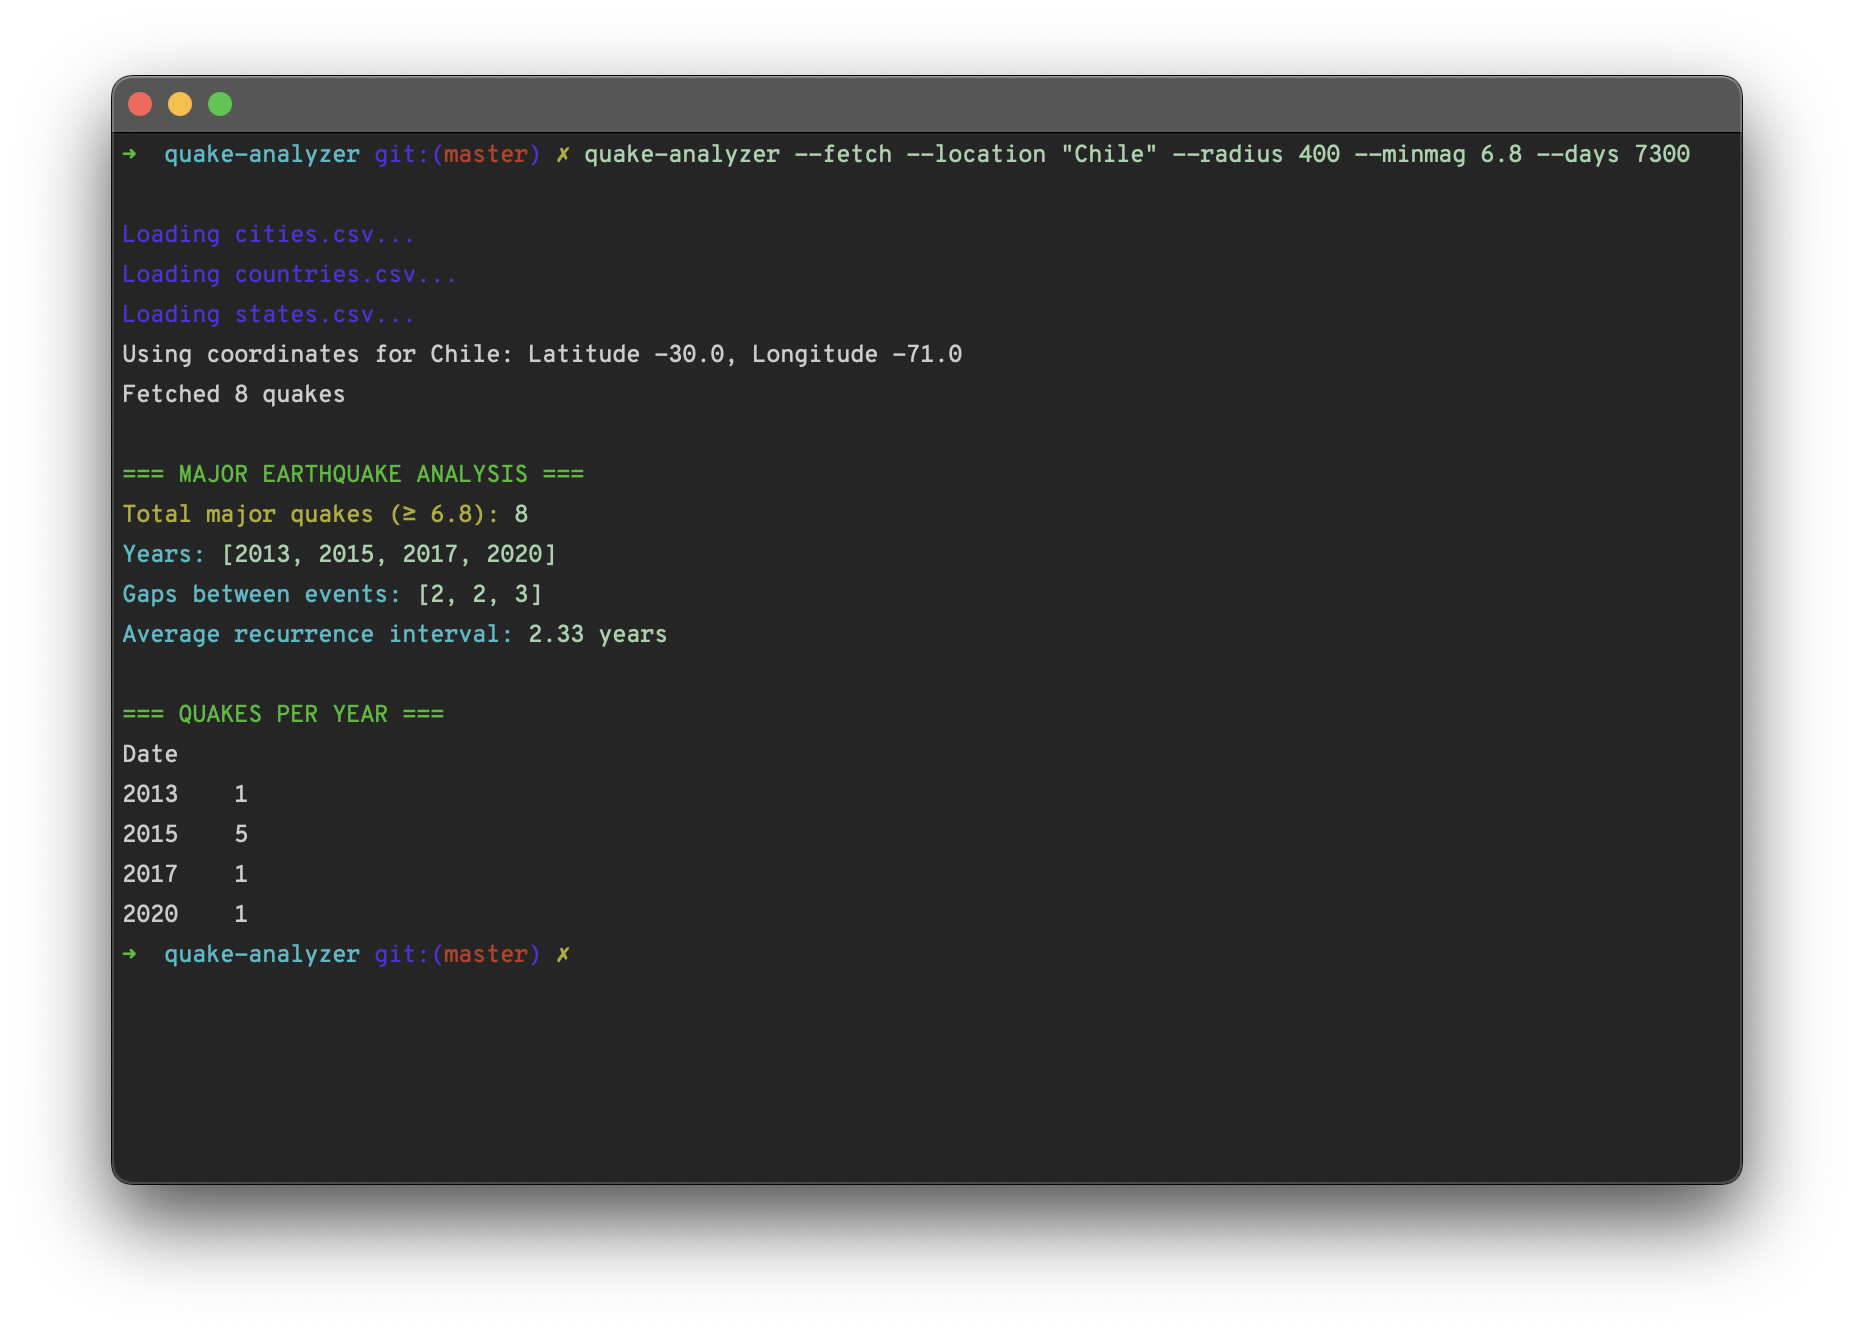 ➜ quake-analyzer git:(master) ✗ quake-analyzer --fetch --location "Chile" --radius 400 --minmag 6.8 --days 7300
Loading cities.csv...
Loading countries.csv...
Loading states.csv...
Using coordinates for Chile: Latitude -30.0, Longitude -71.0
Fetched 8 quakes
=== MAJOR EARTHQUAKE ANALYSIS ===
Total major quakes (≥ 6.8): 8
Years: [2013, 2015, 2017, 2020]
Gaps between events: [2, 2, 3]
Average recurrence interval: 2.33 years
=== QUAKES PER YEAR ===
Date
2013    1
2015    5
2017    1
2020    1
➜ quake-analyzer git:(master) ✗